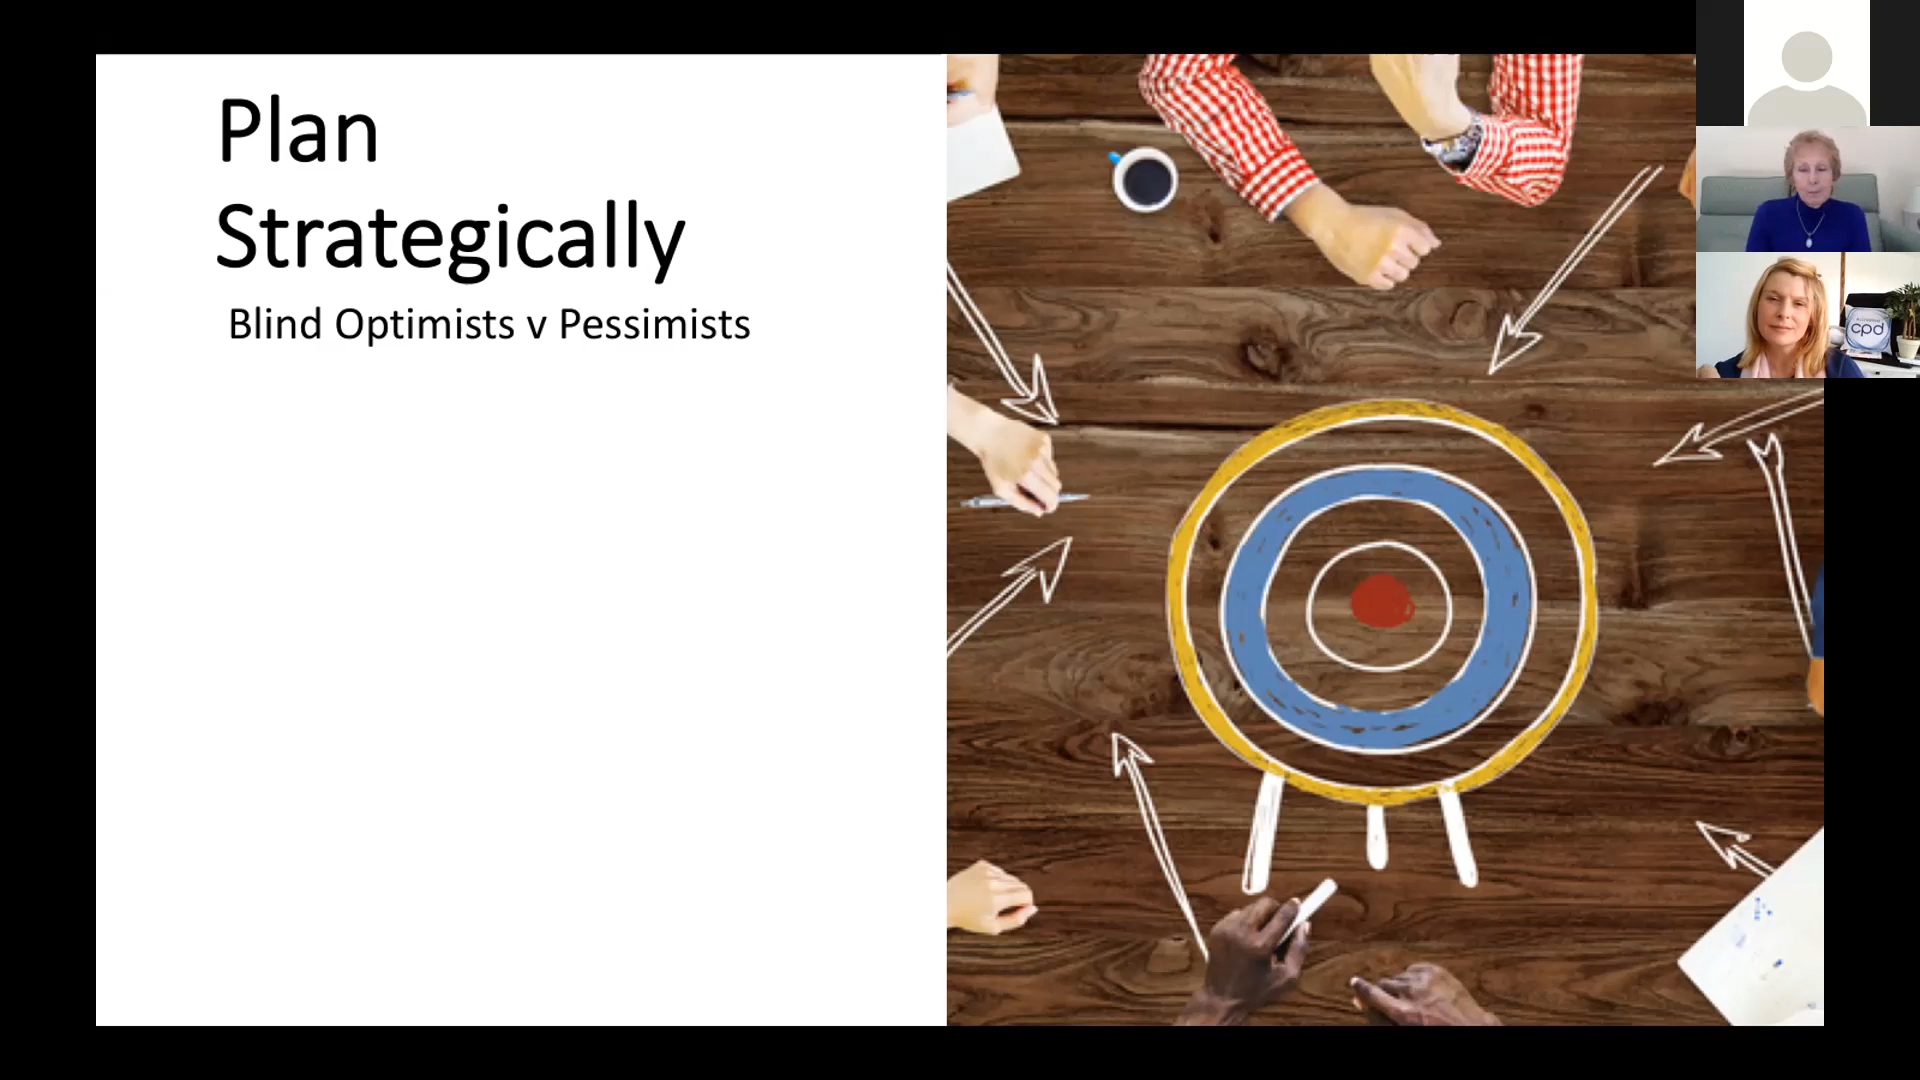 Plan
Strategically
Blind Optimists v Pessimists
cpd